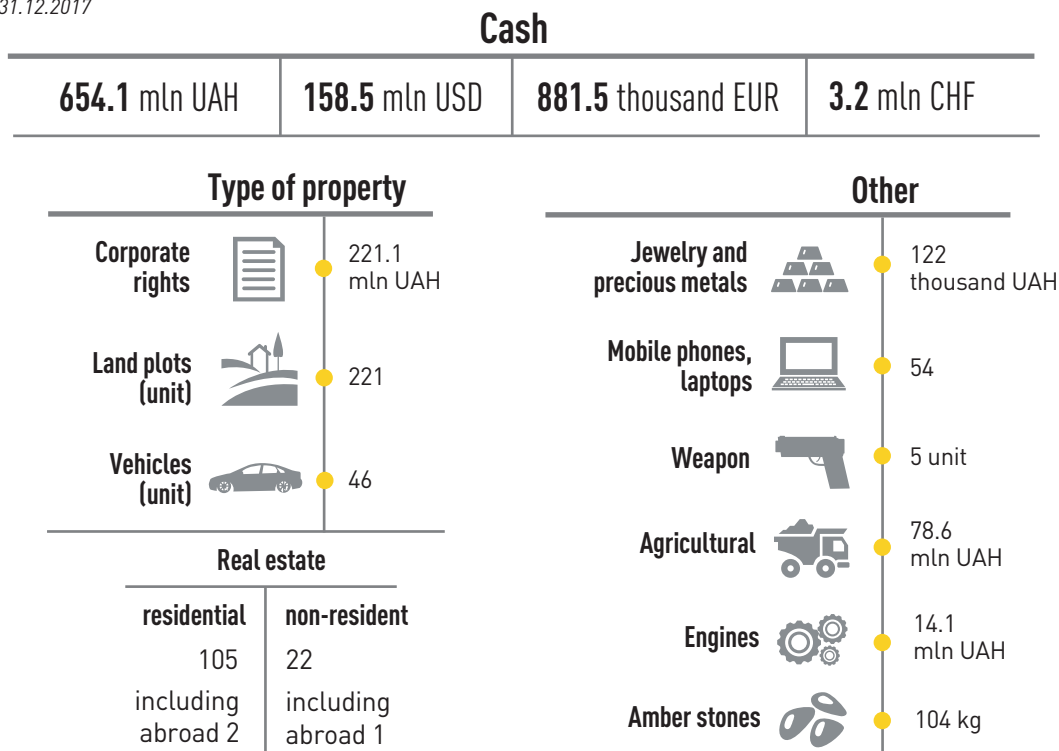 31.12.2017
Cash
654.1 mln UAH
158.5 mln USD
881.5 thousand EUR
3.2 mln CHF
Type of property
Corporate
rights
221.1
mln UAH
Land plots
(unit)
221
Vehicles
(unit)
46
Real estate
residential
105
including
abroad 2
non-resident
22
including
abroad 1
Other
Jewelry and
precious metals
122
thousand UAH
Mobile phones,
laptops
54
Weapon
5 unit
Agricultural
78.6
mln UAH
Engines
14.1
mln UAH
Amber stones
104 kg